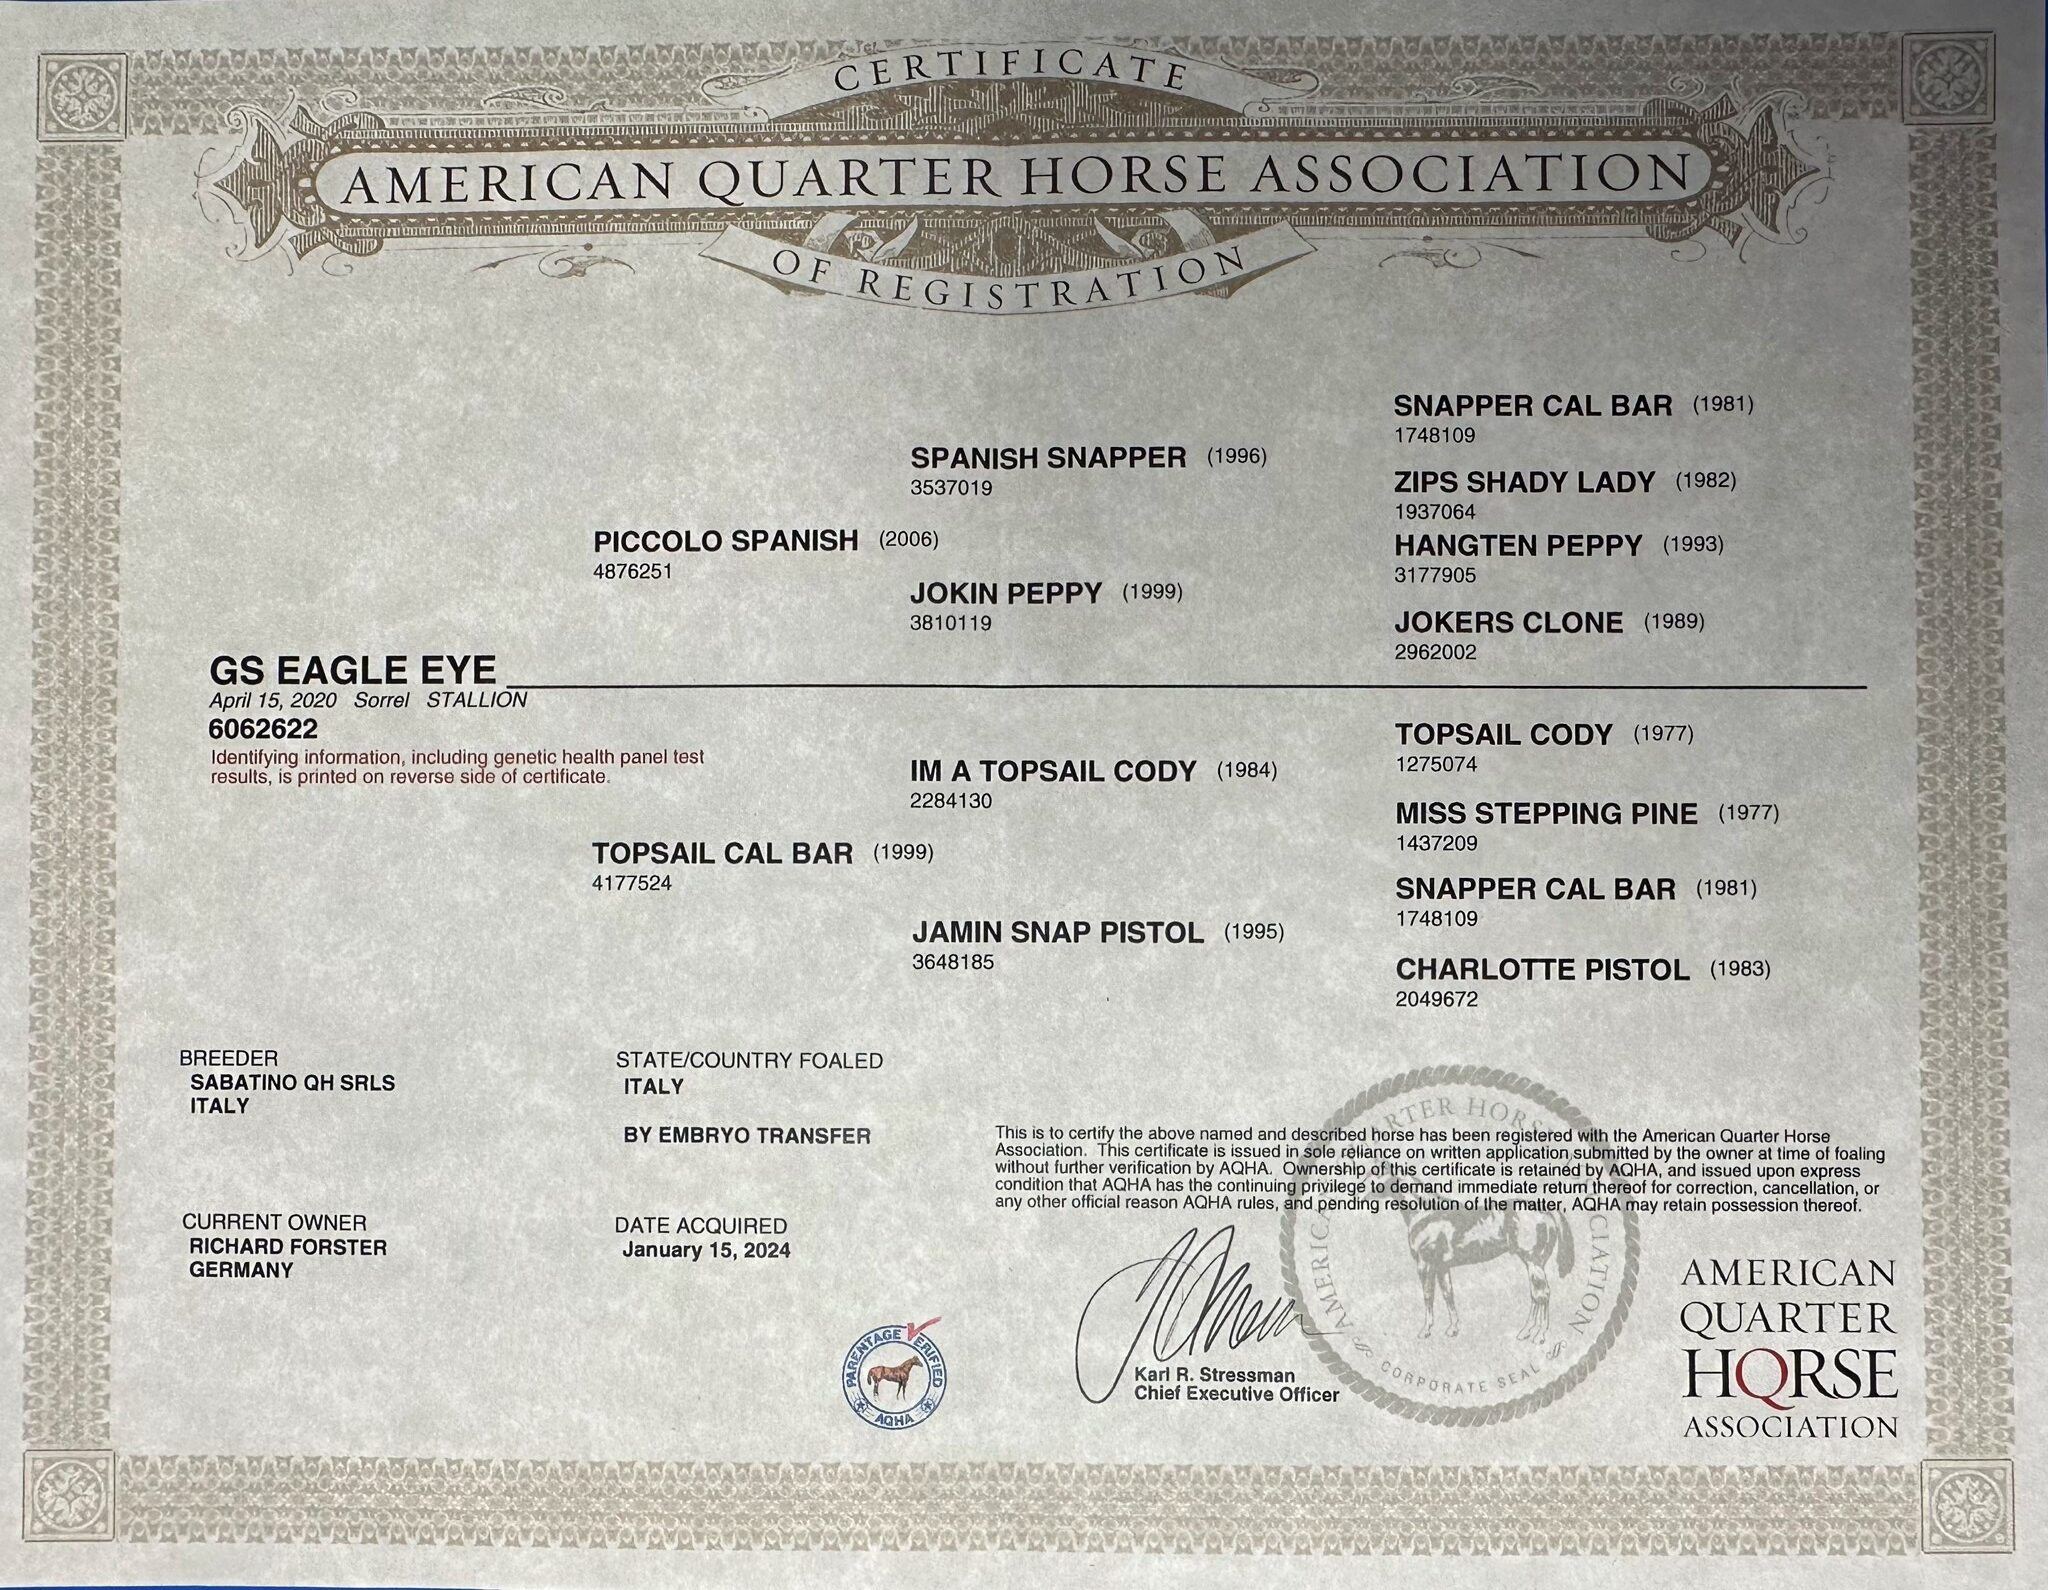 CERTIFICATE
AMERICAN QUARTER HORSE ASSOCIATION
OF REGISTRATION
SNAPPER CAL BAR (1981)
1748109
SPANISH SNAPPER (1996)
3537019
ZIPS SHADY LADY (1982)
1937064
PICCOLO SPANISH (2006)
4876251
HANGTEN PEPPY (1993)
3177905
JOKIN PEPPY (1999)
3810119
JOKERS CLONE (1989)
2962002
GS EAGLE EYE
April 15, 2020 Sorrel STALLION
6062622
Identifying information, including genetic health panel test
results, is printed on reverse side of certificate.
TOPSAIL CODY (1977)
1275074
IM A TOPSAIL CODY (1984)
2284130
MISS STEPPING PINE (1977)
1437209
TOPSAIL CAL BAR (1999)
4177524
SNAPPER CAL BAR (1981)
1748109
JAMIN SNAP PISTOL (1995)
3648185
CHARLOTTE PISTOL (1983)
2049672
BREEDER
SABATINO QH SRLS
ITALY
STATE/COUNTRY FOALED
ITALY
BY EMBRYO TRANSFER
This is to certify the above named and described horse has been registered with the American Quarter Horse
Association. This certificate is issued in sole reliance on written application submitted by the owner at time of foaling
without further verification by AQHA. Ownership of this certificate is retained by AQHA, and issued upon express
condition that AQHA has the continuing privilege to demand immediate return thereof for correction, cancellation, or
any other official reason AQHA rules, and pending resolution of the matter, AQHA may retain possession thereof.
CURRENT OWNER
RICHARD FORSTER
GERMANY
DATE ACQUIRED
January 15, 2024
PARENTAGE VERIFIED
AQHA
Karl R. Stressman
Chief Executive Officer
AMERICAN QUARTER HORSE ASSOCIATION
CORPORATE SEAL
AMERICAN
QUARTER
HORSE
ASSOCIATION